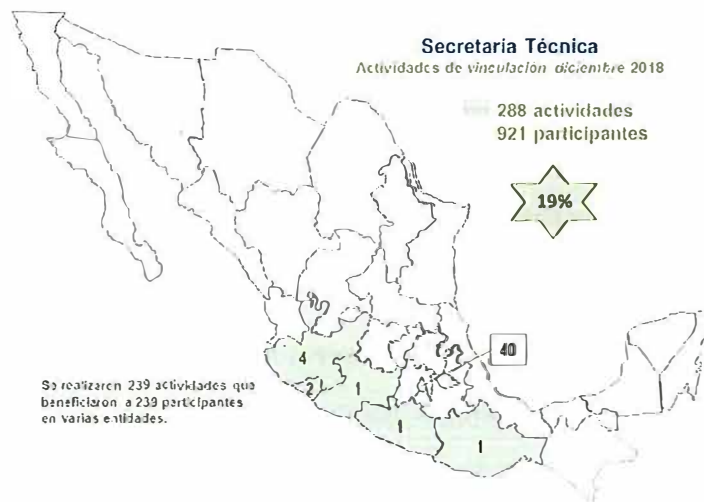 Secretaria Técnica
Actividades de vinculación diciembre 2018
288 actividades
921 participantes
19%
40
4
2
1
1
1
Se realizaron 239 actividades que
beneficiaron a 239 participantes
en varias entidades.